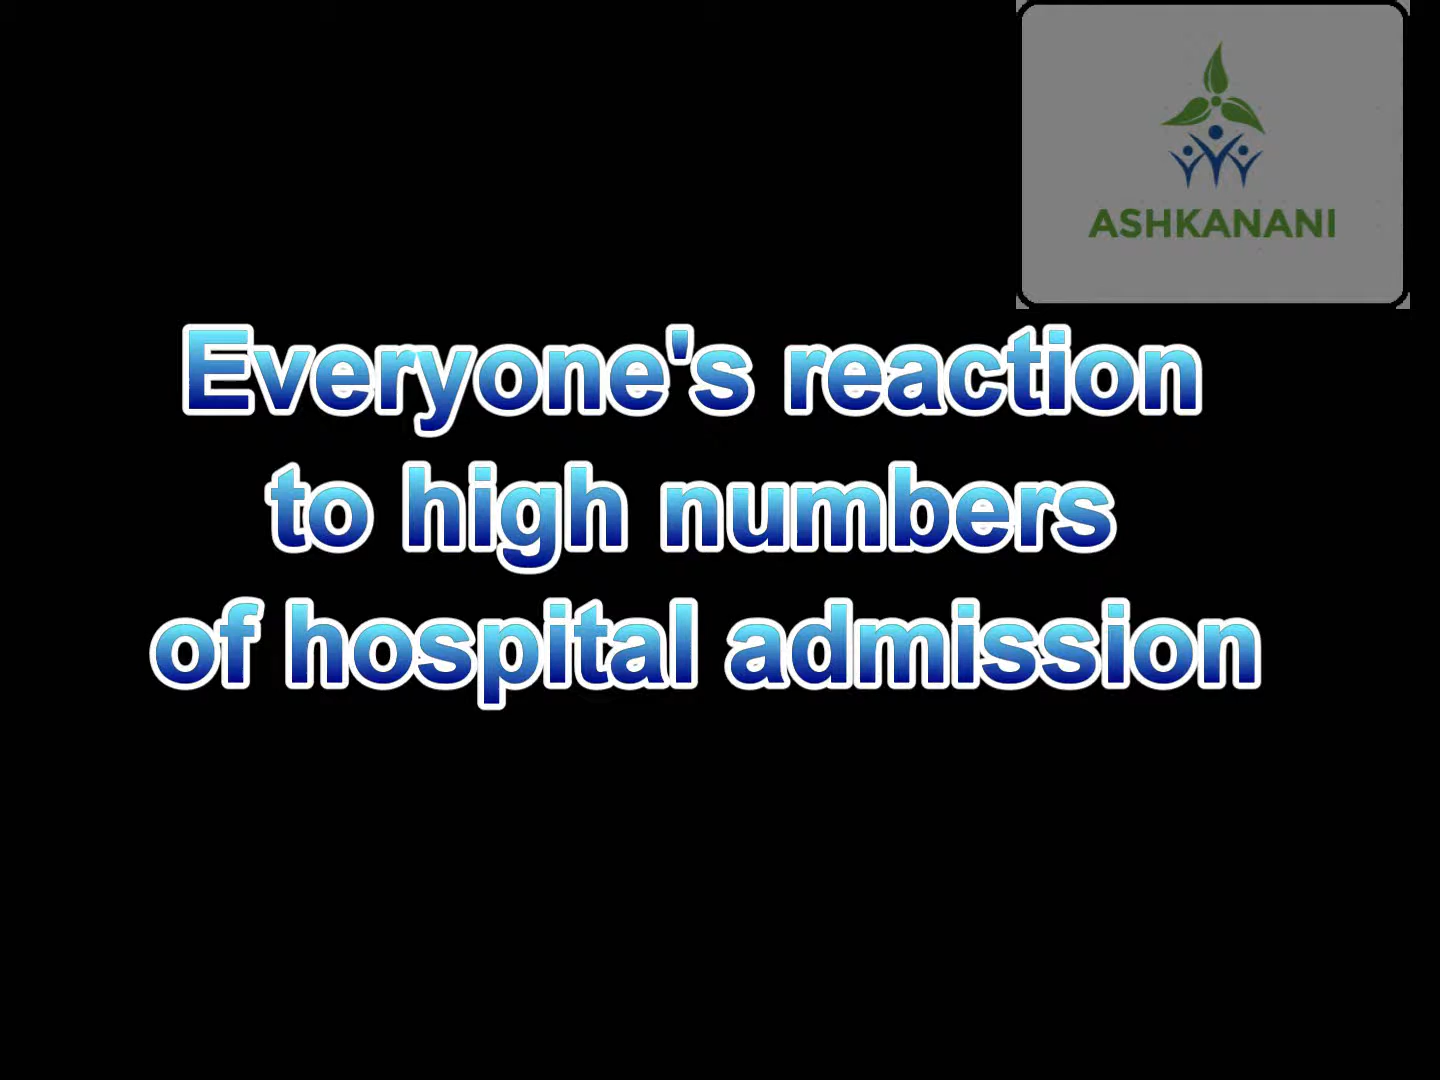 ASHKANANI
Everyone's reaction
to high numbers
of hospital admission